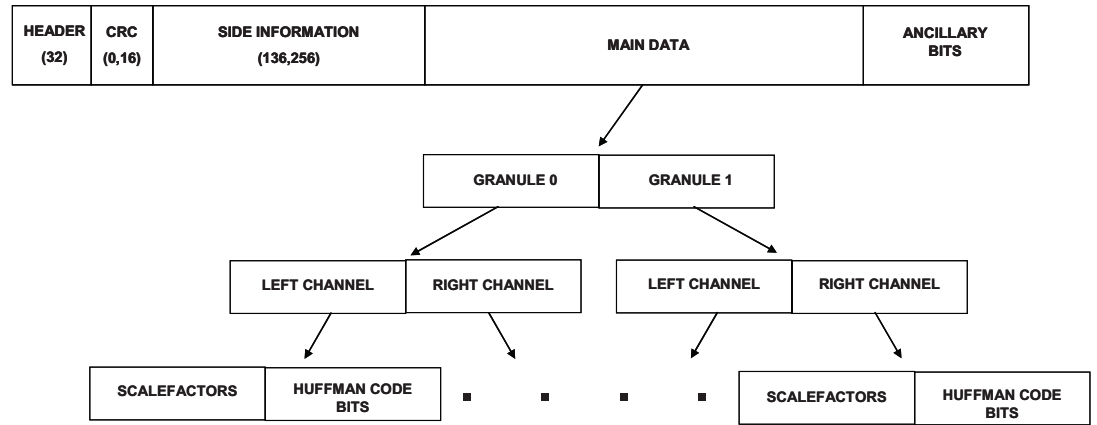 HEADER
(32)
CRC
(0,16)
SIDE INFORMATION
(136,256)
MAIN DATA
ANCILLARY
BITS
GRANULE 0
GRANULE 1
LEFT CHANNEL
RIGHT CHANNEL
LEFT CHANNEL
RIGHT CHANNEL
SCALEFACTORS
HUFFMAN CODE
BITS
SCALEFACTORS
HUFFMAN CODE
BITS